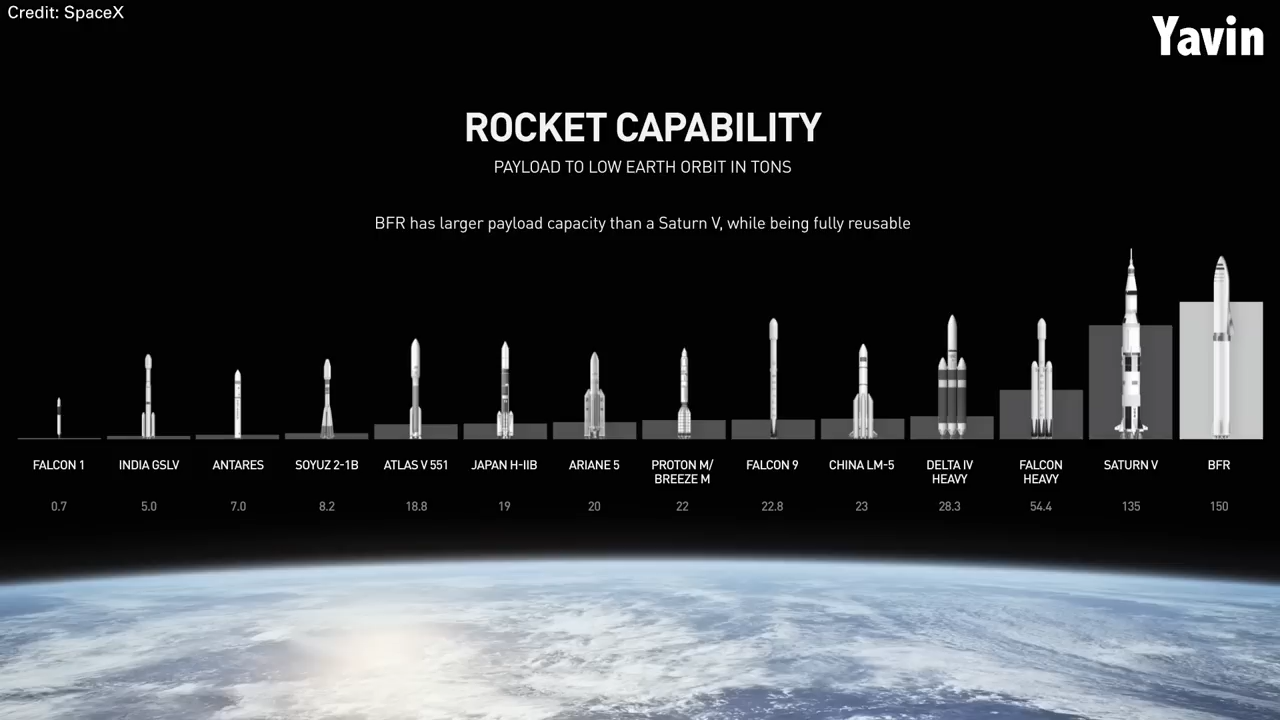 Credit: SpaceX
Yavin
ROCKET CAPABILITY
PAYLOAD TO LOW EARTH ORBIT IN TONS
BFR has larger payload capacity than a Saturn V, while being fully reusable
FALCON 1
INDIA GSLV
ANTARES
SOYUZ 2-1B
ATLAS V 551
JAPAN H-IIB
ARIANE 5
PROTON M/
BREEZE M
FALCON 9
CHINA LM-5
DELTA IV
HEAVY
FALCON
HEAVY
SATURN V
BFR
0.7
5.0
7.0
8.2
18.8
19
20
22
22.8
23
28.3
54.4
135
150